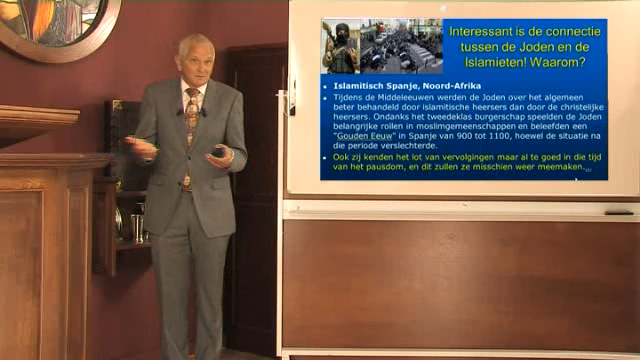 Interessant is de connectie
tussen de Joden en de
Islamieten! Waarom?
Islamitisch Spanje, Noord-Afrika
Tijdens de Middeleeuwen werden de Joden over het algemeen
beter behandeld door islamitische heersers dan door de christelijke
heersers. Ondanks het tweedeklas burgerschap speelden de Joden
belangrijke rollen in moslimgemeenschappen en beleefden een
"Gouden Eeuw" in Spanje van 900 tot 1100, hoewel de situatie na
die periode verslechterde.
Ook zij kenden het lot van vervolgingen maar al te goed in die tijd
van het pausdom, en dit zullen ze misschien weer meemaken.